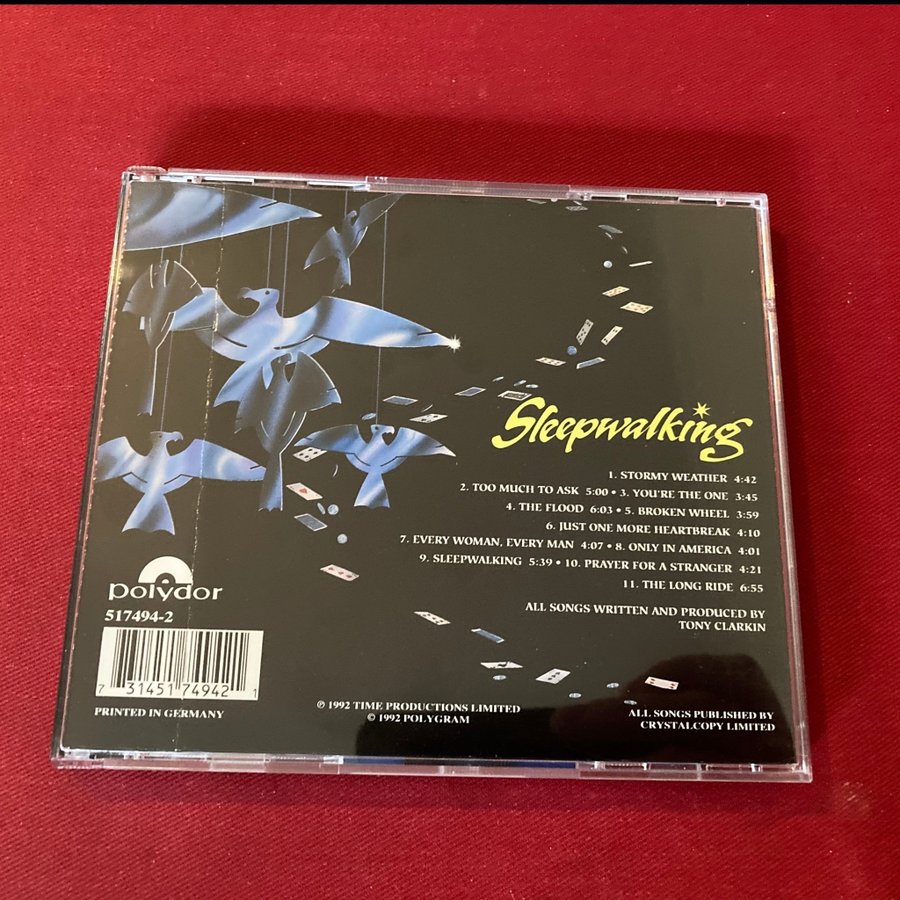 Sleepwalking
1. STORMY WEATHER 4:42
2. TOO MUCH TO ASK 5:00 • 3. YOU'RE THE ONE 3:45
4. THE FLOOD 6:03 • 5. BROKEN WHEEL 3:59
6. JUST ONE MORE HEARTBREAK 4:10
7. EVERY WOMAN, EVERY MAN 4:07 • 8. ONLY IN AMERICA 4:01
9. SLEEPWALKING 5:39 • 10. PRAYER FOR A STRANGER 4:21
11. THE LONG RIDE 6:55
ALL SONGS WRITTEN AND PRODUCED BY
TONY CLARKIN
polydor
517494-2
7 31451 74942 1
PRINTED IN GERMANY
℗ 1992 TIME PRODUCTIONS LIMITED
© 1992 POLYGRAM
ALL SONGS PUBLISHED BY
CRYSTALCOPY LIMITED